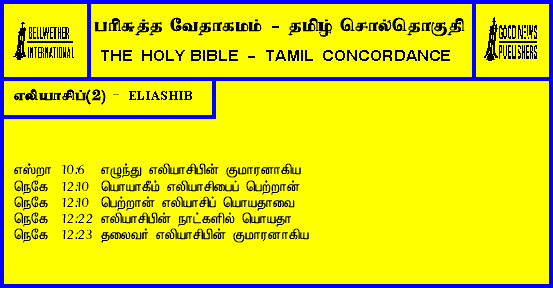 BELLWETHER
INTERNATIONAL
பரிசுத்த வேதாகமம் - தமிழ் சொல்தொகுதி
THE HOLY BIBLE - TAMIL CONCORDANCE
GOOD NEWS
PUBLISHERS
எலியாசிப்(2) - ELIASHIB
எஸ்றா 10:6 எழுந்து எலியாசிபின் குமாரனாகிய
நெகே 12:10 யொயாகீம் எலியாசிபைப் பெற்றான்
நெகே 12:10 பெற்றான் எலியாசிப் யொயதாவை
நெகே 12:22 எலியாசிபின் நாட்களில் யொயதா
நெகே 12:23 தலைவர் எலியாசிபின் குமாரனாகிய